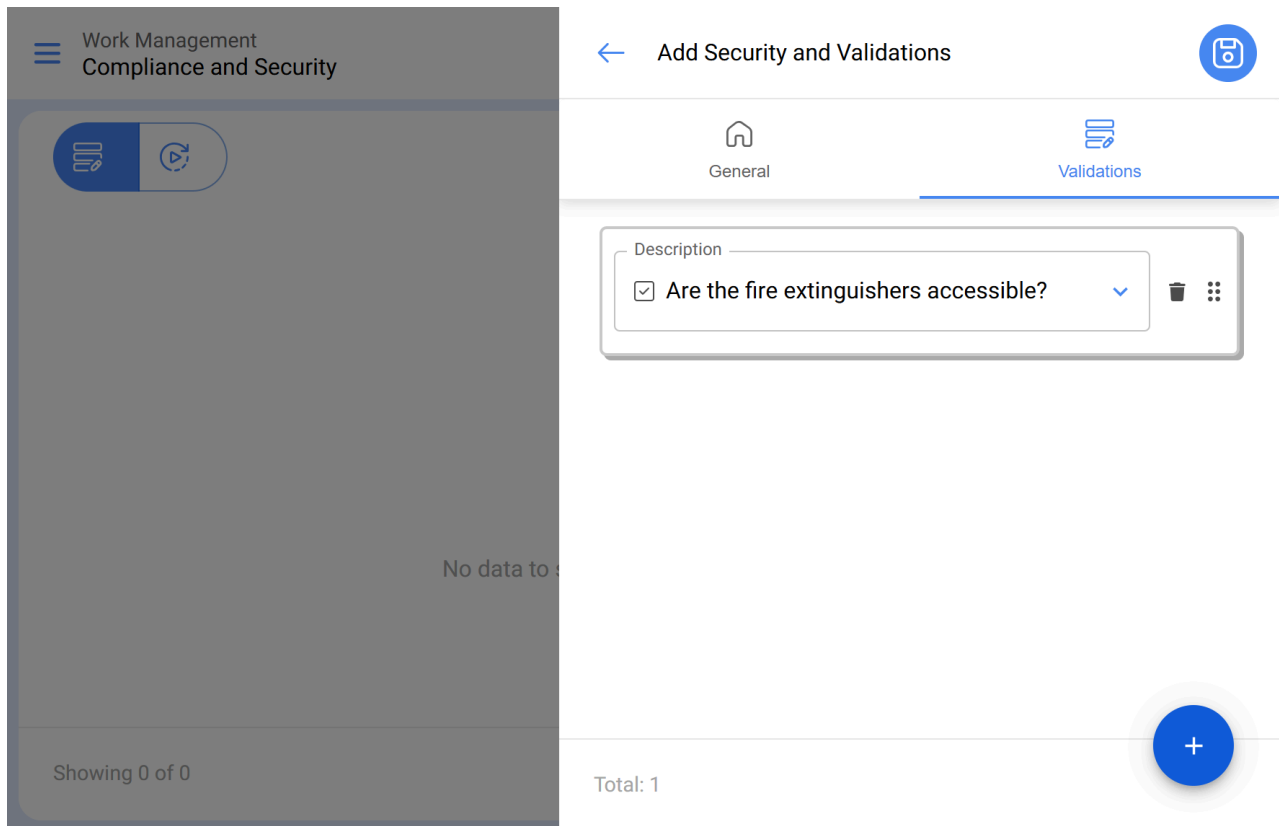 Work Management
Compliance and Security
Add Security and Validations
General
Validations
Description
Are the fire extinguishers accessible?
No data to
Showing 0 of 0
Total: 1